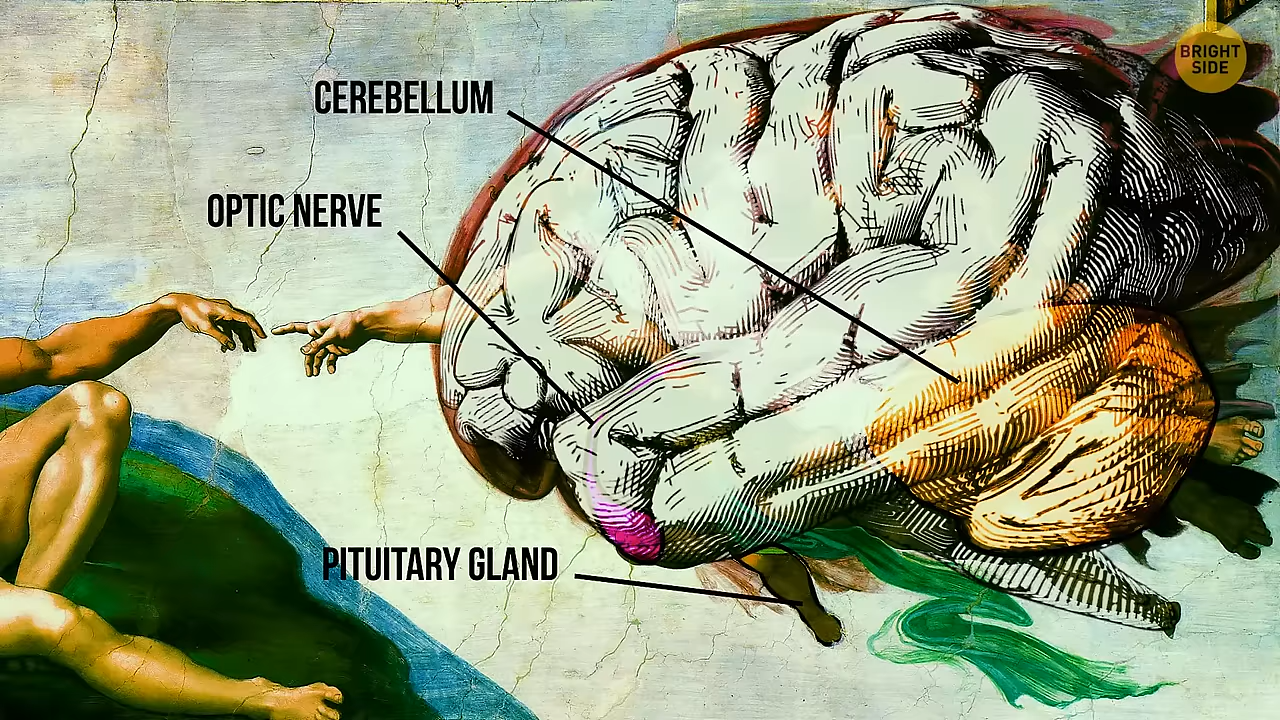 BRIGHT
SIDE
CEREBELLUM
OPTIC NERVE
PITUITARY GLAND